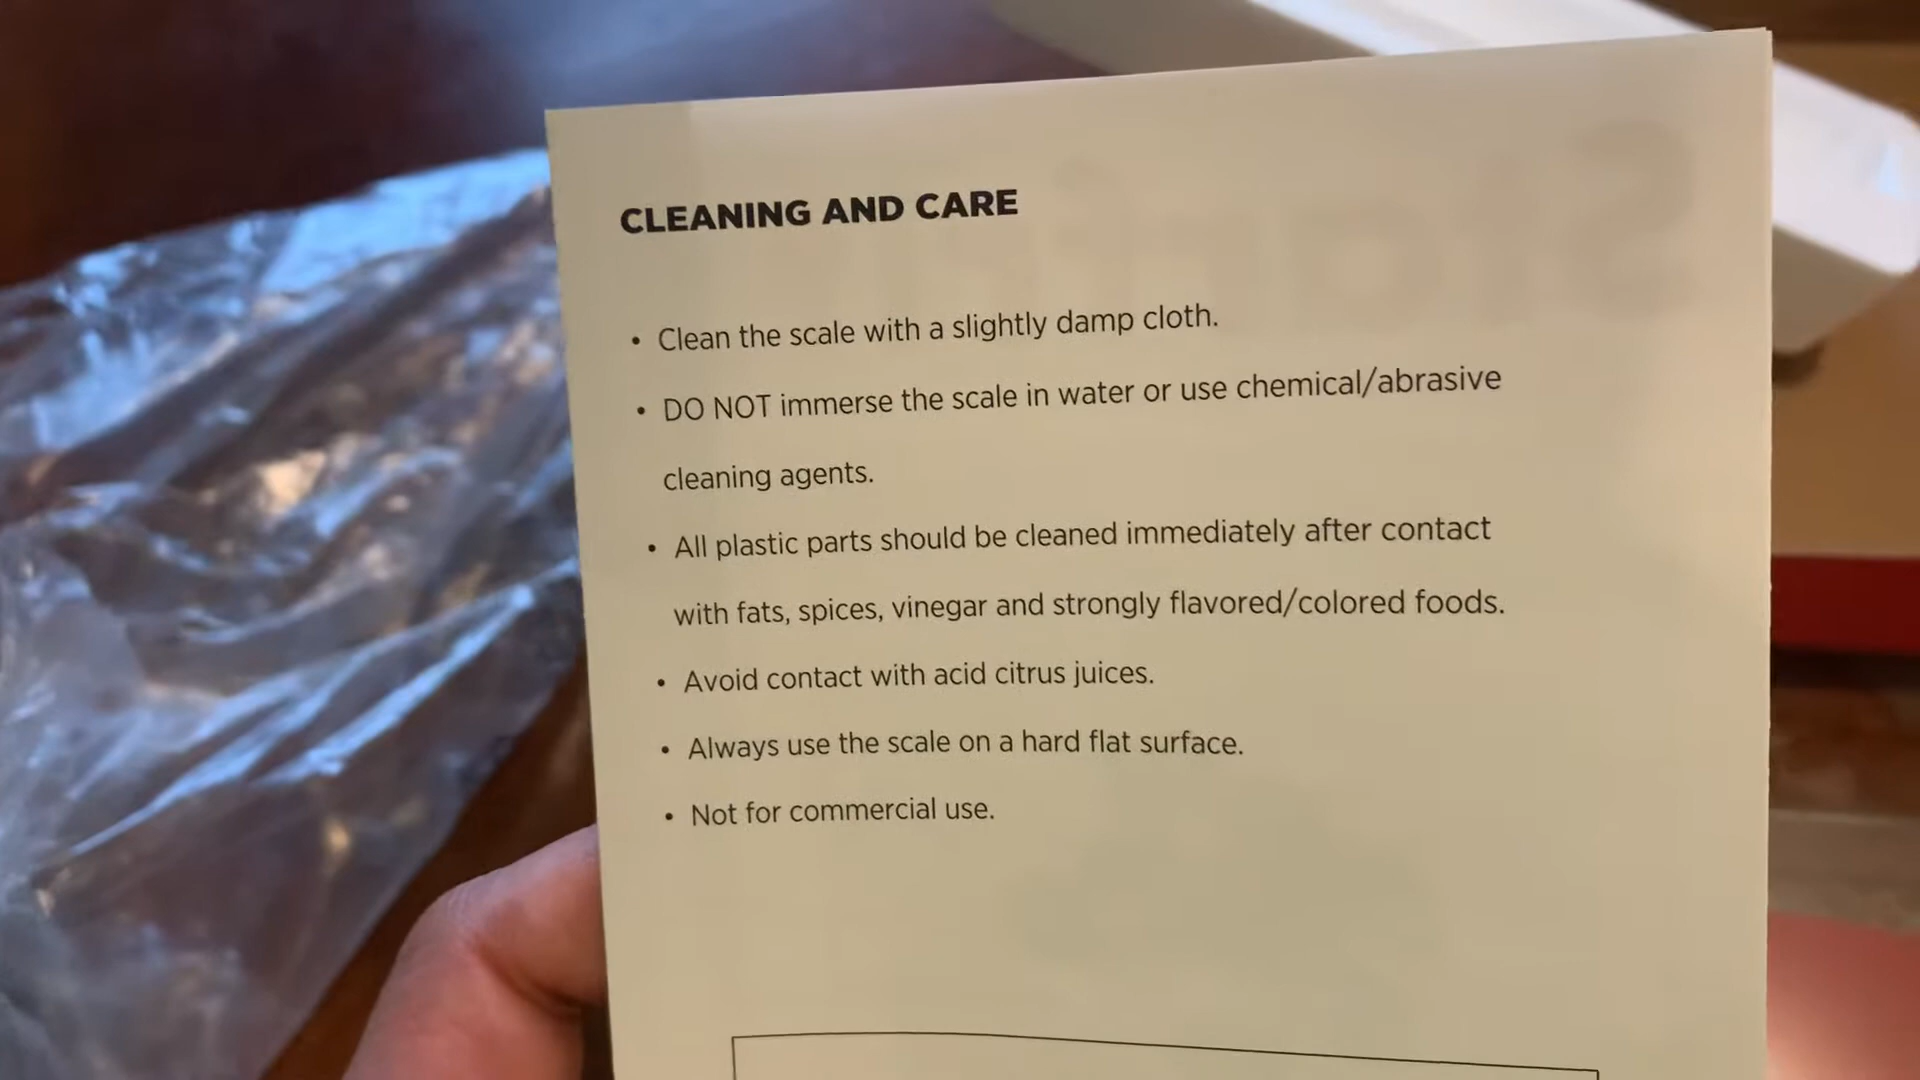 CLEANING AND CARE
• Clean the scale with a slightly damp cloth.
• DO NOT immerse the scale in water or use chemical/abrasive
cleaning agents.
• All plastic parts should be cleaned immediately after contact
with fats, spices, vinegar and strongly flavored/colored foods.
• Avoid contact with acid citrus juices.
• Always use the scale on a hard flat surface.
• Not for commercial use.